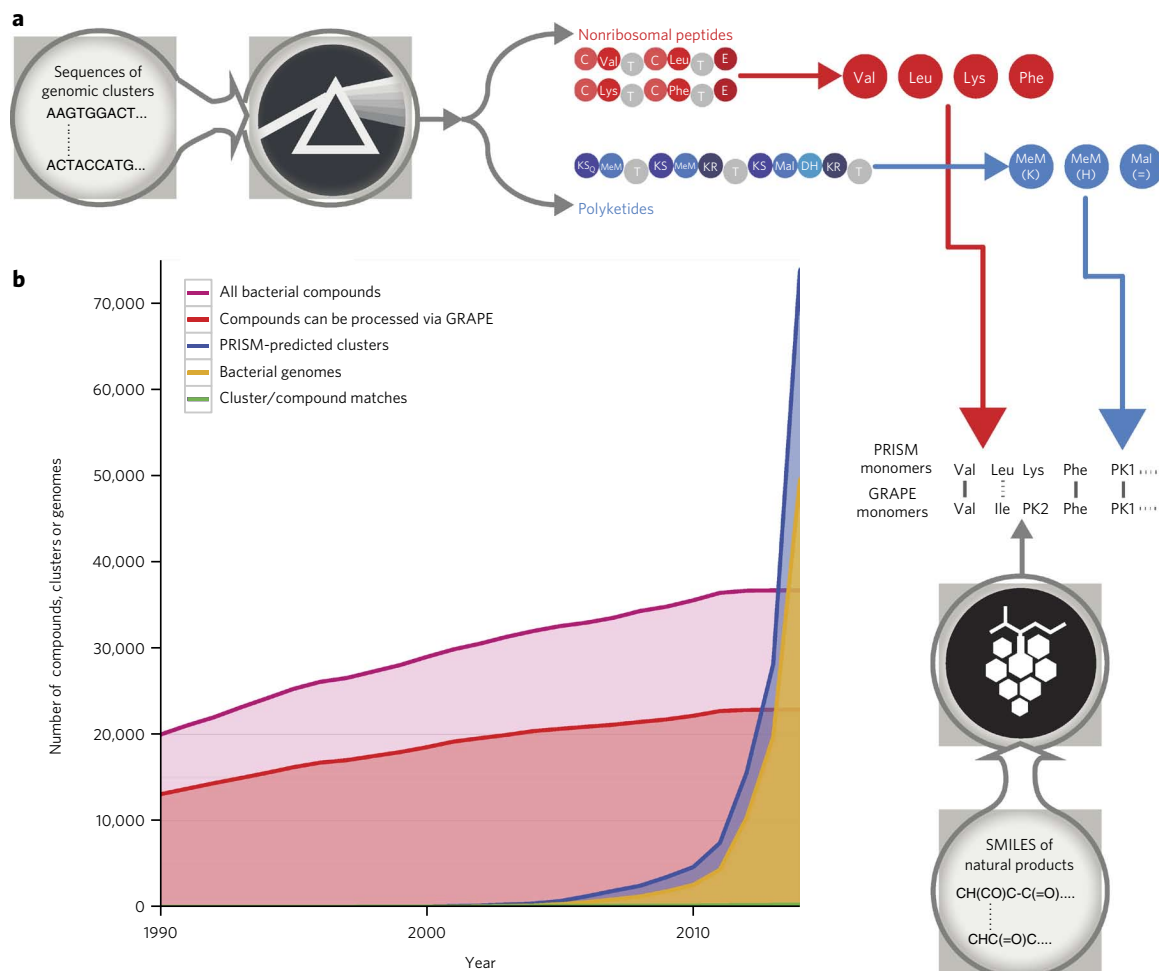 a
Sequences of
genomic clusters
AAGTGGACT...
ACTACCATG...
Nonribosomal peptides
C Val T C Leu T E
C Lys T C Phe T E
Val Leu Lys Phe
KSQ MeM T KS MeM KR T KS Mal DH KR T
MeM (K) MeM (H) Mal (=)
Polyketides
b
All bacterial compounds
Compounds can be processed via GRAPE
PRISM-predicted clusters
Bacterial genomes
Cluster/compound matches
Number of compounds, clusters or genomes
70,000
60,000
50,000
40,000
30,000
20,000
10,000
0
1990 2000 2010
Year
PRISM
monomers Val Leu Lys Phe PK1
GRAPE
monomers Val Ile PK2 Phe PK1
SMILES of
natural products
CH(CO)C-C(=O)....
CHC(=O)C....